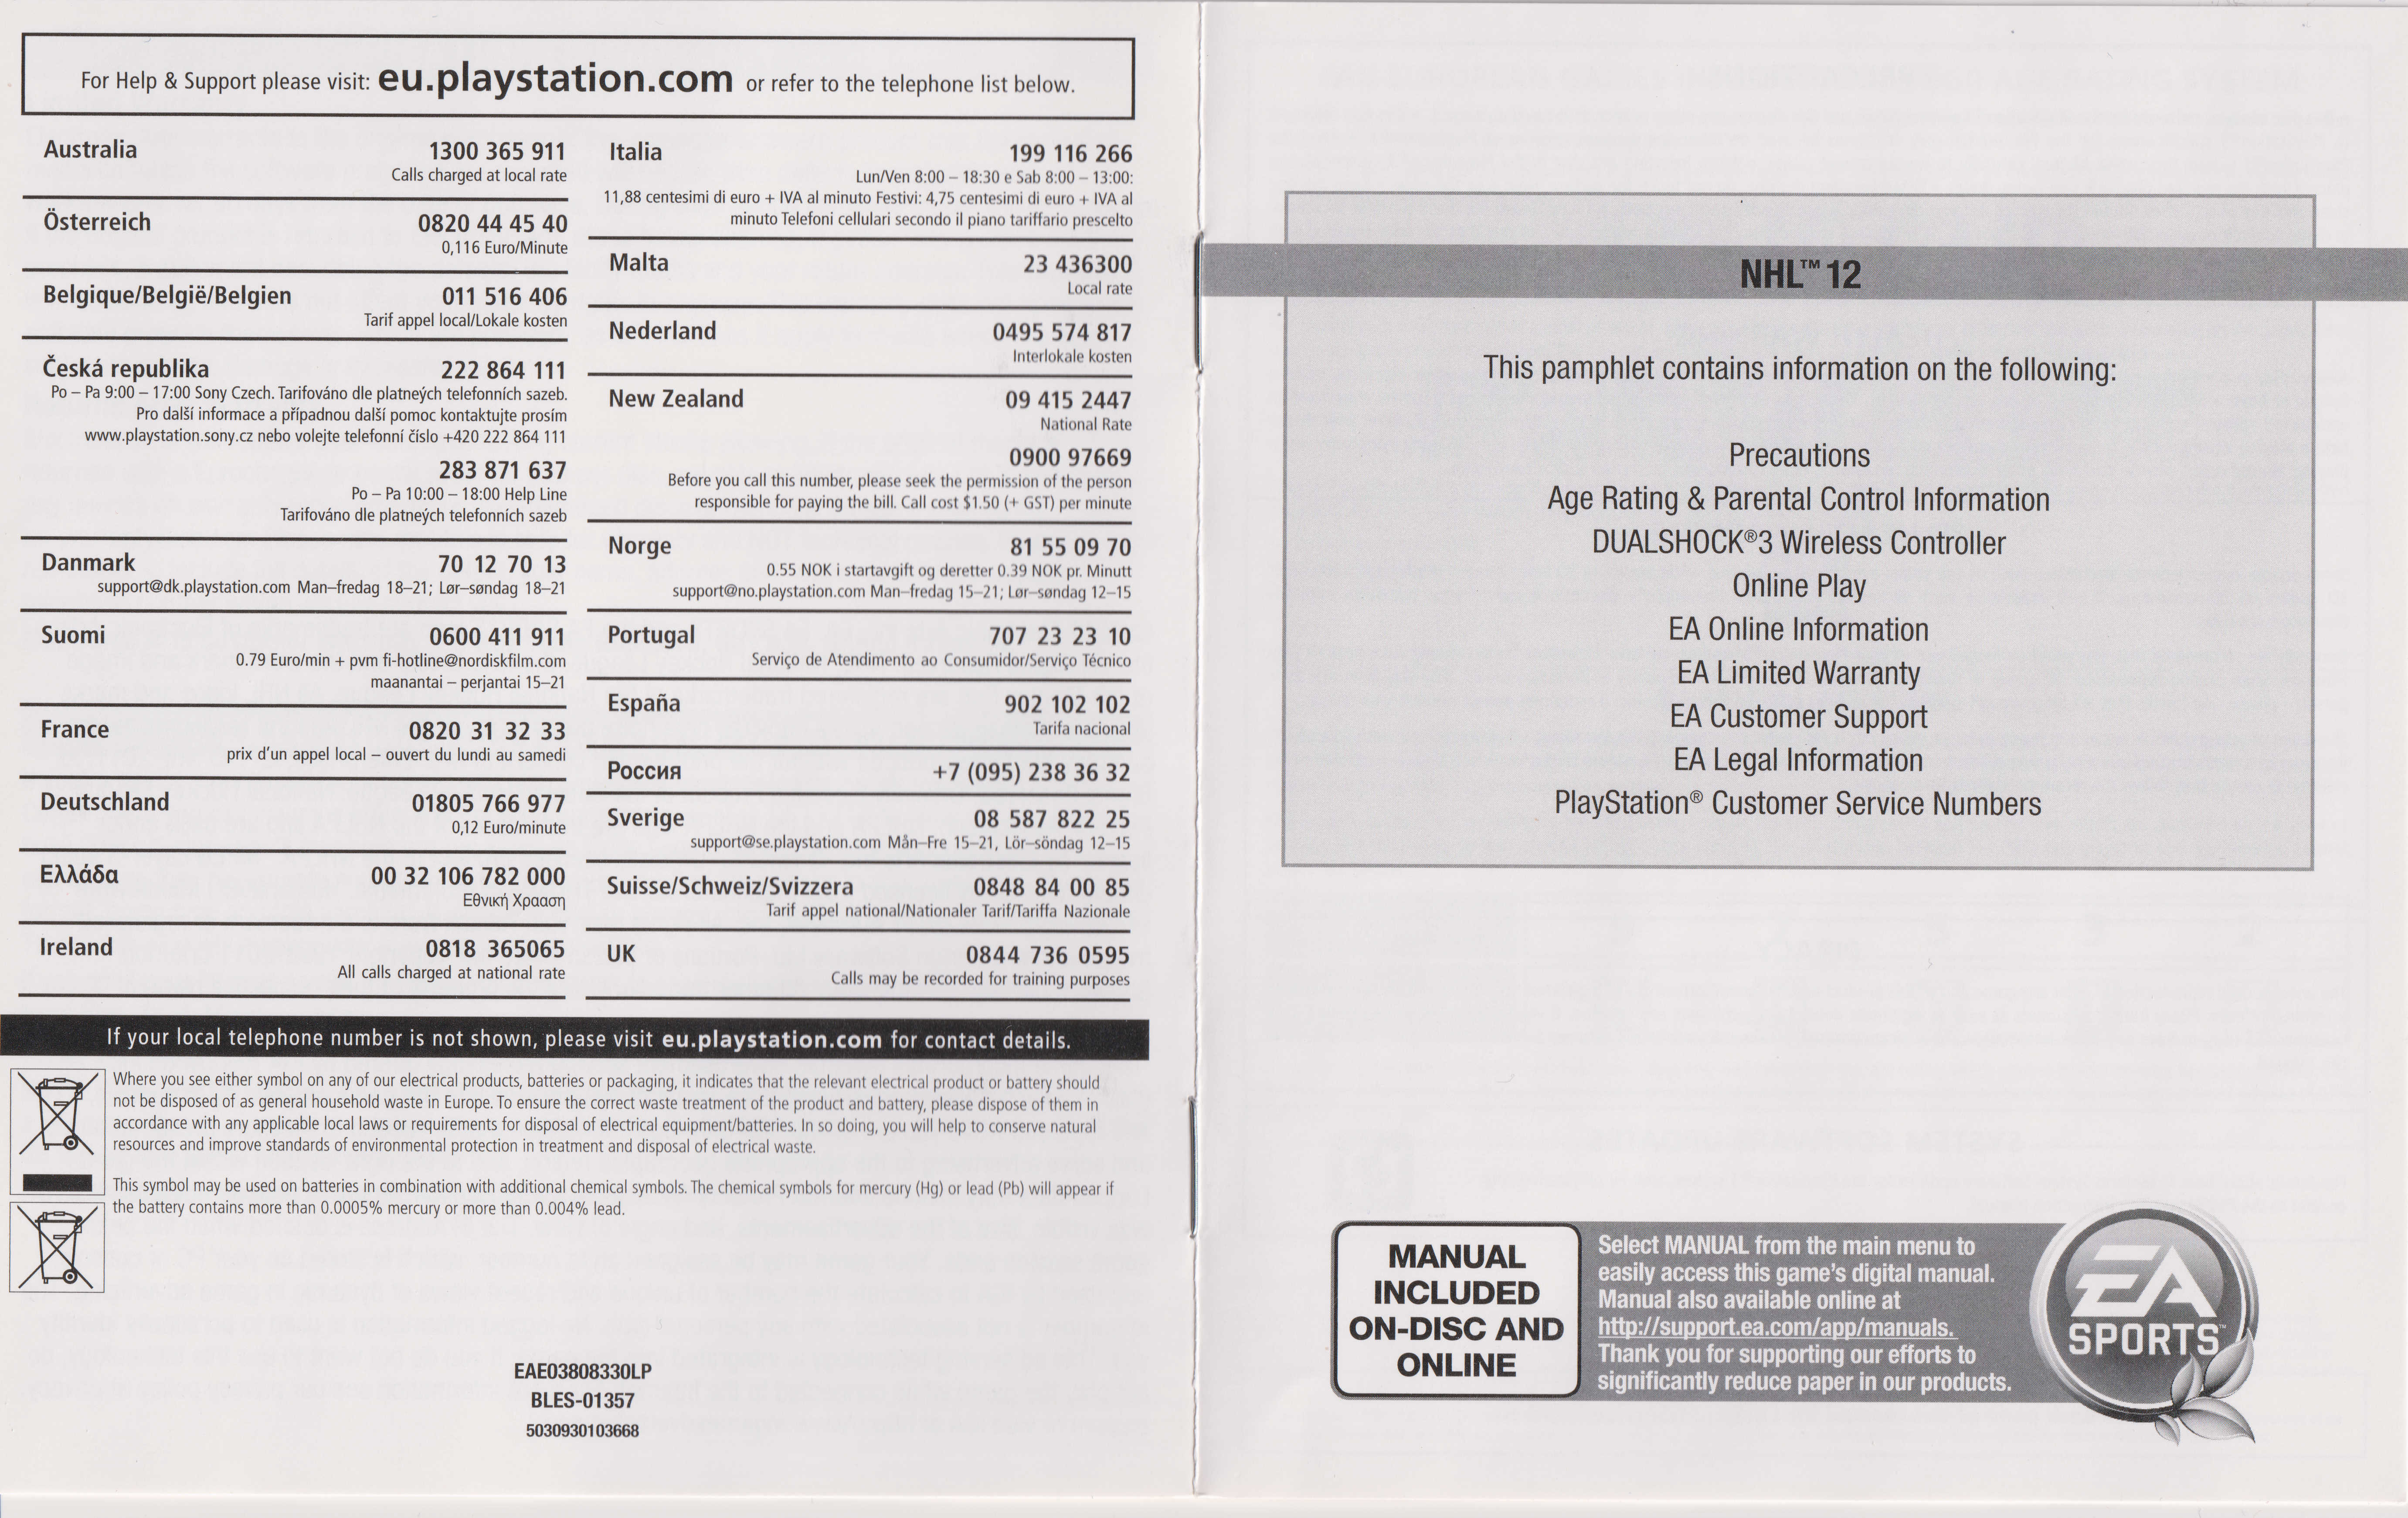 For Help & Support please visit: eu.playstation.com or refer to the telephone list below.
Australia 1300 365 911
Calls charged at local rate
Österreich 0820 44 45 40
0,116 Euro/Minute
Belgique/België/Belgien 011 516 406
Tarif appel local/Lokale kosten
Česká republika 222 864 111
Po – Pa 9:00 – 17:00 Sony Czech. Tarifováno dle platneých telefonních sazeb.
Pro další informace a případnou další pomoc kontaktujte prosím
www.playstation.sony.cz nebo volejte telefonní číslo +420 222 864 111
283 871 637
Po – Pa 10:00 – 18:00 Help Line
Tarifováno dle platneých telefonních sazeb
Danmark 70 12 70 13
support@dk.playstation.com Man–fredag 18–21; Lør–søndag 18–21
Suomi 0600 411 911
0.79 Euro/min + pvm fi-hotline@nordiskfilm.com
maanantai – perjantai 15–21
France 0820 31 32 33
prix d'un appel local – ouvert du lundi au samedi
Deutschland 01805 766 977
0,12 Euro/minute
Ελλάδα 00 32 106 782 000
Εθνική Χρααση
Ireland 0818 365065
All calls charged at national rate
Italia 199 116 266
Lun/Ven 8:00 – 18:30 e Sab 8:00 – 13:00:
11,88 centesimi di euro + IVA al minuto Festivi: 4,75 centesimi di euro + IVA al
minuto Telefoni cellulari secondo il piano tariffario prescelto
Malta 23 436300
Local rate
Nederland 0495 574 817
Interlokale kosten
New Zealand 09 415 2447
National Rate
0900 97669
Before you call this number, please seek the permission of the person
responsible for paying the bill. Call cost $1.50 (+ GST) per minute
Norge 81 55 09 70
0.55 NOK i startavgift og deretter 0.39 NOK pr. Minutt
support@no.playstation.com Man–fredag 15–21; Lør–søndag 12–15
Portugal 707 23 23 10
Serviço de Atendimento ao Consumidor/Serviço Técnico
España 902 102 102
Tarifa nacional
Россия +7 (095) 238 36 32
Sverige 08 587 822 25
support@se.playstation.com Mån–Fre 15–21, Lör–söndag 12–15
Suisse/Schweiz/Svizzera 0848 84 00 85
Tarif appel national/Nationaler Tarif/Tariffa Nazionale
UK 0844 736 0595
Calls may be recorded for training purposes
If your local telephone number is not shown, please visit eu.playstation.com for contact details.
Where you see either symbol on any of our electrical products, batteries or packaging, it indicates that the relevant electrical product or battery should
not be disposed of as general household waste in Europe. To ensure the correct waste treatment of the product and battery, please dispose of them in
accordance with any applicable local laws or requirements for disposal of electrical equipment/batteries. In so doing, you will help to conserve natural
resources and improve standards of environmental protection in treatment and disposal of electrical waste.
This symbol may be used on batteries in combination with additional chemical symbols. The chemical symbols for mercury (Hg) or lead (Pb) will appear if
the battery contains more than 0.0005% mercury or more than 0.004% lead.
EAE03808330LP
BLES-01357
5030930103668
NHL™ 12
This pamphlet contains information on the following:
Precautions
Age Rating & Parental Control Information
DUALSHOCK®3 Wireless Controller
Online Play
EA Online Information
EA Limited Warranty
EA Customer Support
EA Legal Information
PlayStation® Customer Service Numbers
MANUAL
INCLUDED
ON-DISC AND
ONLINE
Select MANUAL from the main menu to
easily access this game's digital manual.
Manual also available online at
http://support.ea.com/app/manuals.
Thank you for supporting our efforts to
significantly reduce paper in our products.
EA
SPORTS™